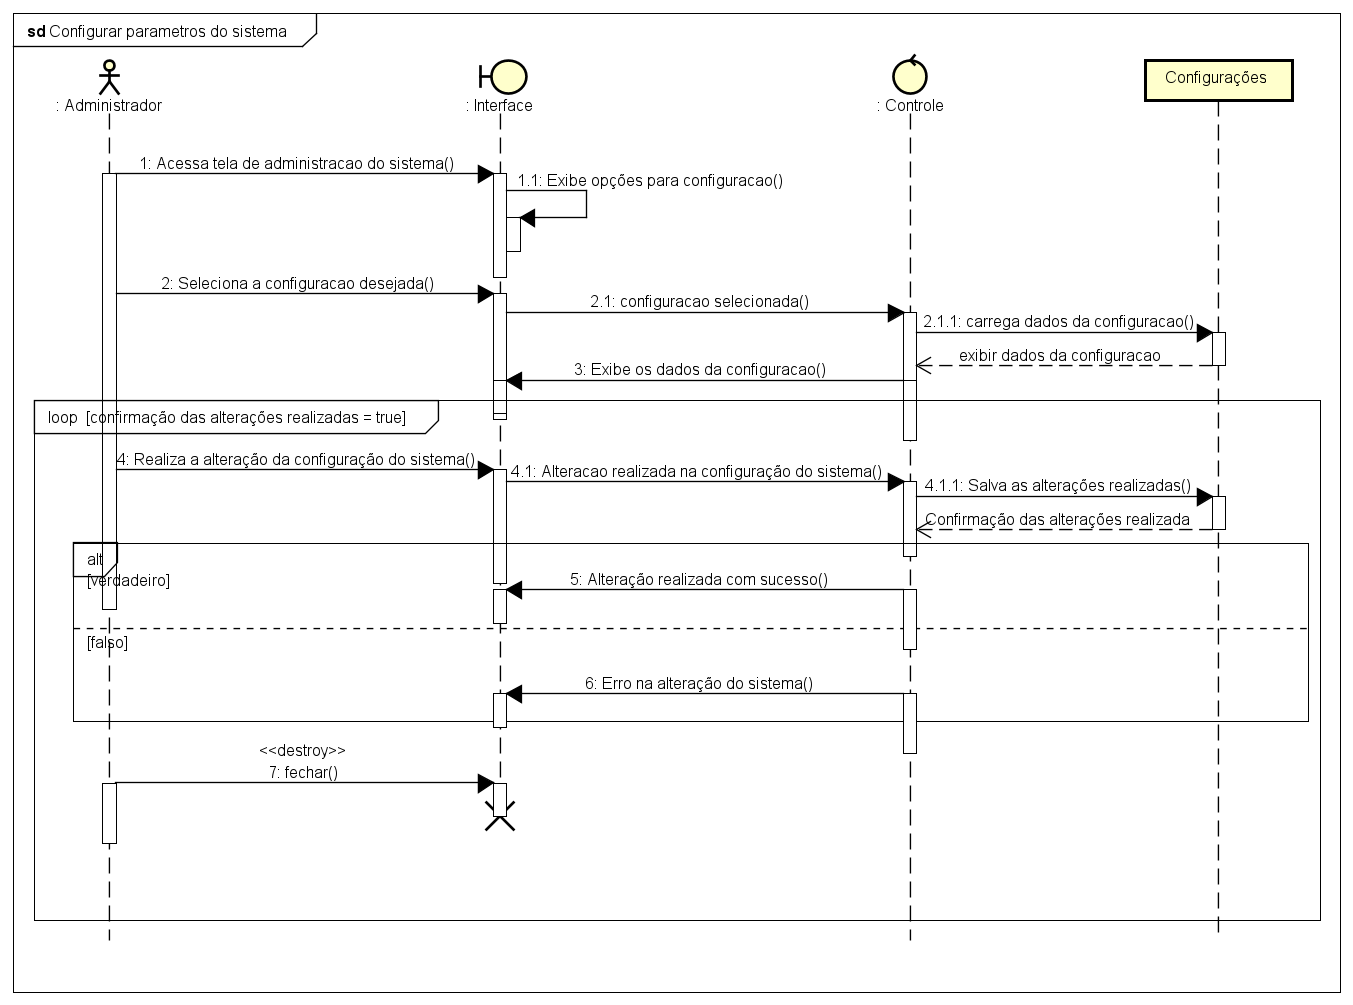 sd Configurar parametros do sistema
: Administrador
: Interface
: Controle
Configurações
1: Acessa tela de administracao do sistema()
1.1: Exibe opções para configuracao()
2: Seleciona a configuracao desejada()
2.1: configuracao selecionada()
2.1.1: carrega dados da configuracao()
exibir dados da configuracao
3: Exibe os dados da configuracao()
loop [confirmação das alterações realizadas = true]
4: Realiza a alteração da configuração do sistema()
4.1: Alteracao realizada na configuração do sistema()
4.1.1: Salva as alterações realizadas()
Confirmação das alterações realizada
alt
[verdadeiro]
5: Alteração realizada com sucesso()
[falso]
6: Erro na alteração do sistema()
<<destroy>>
7: fechar()